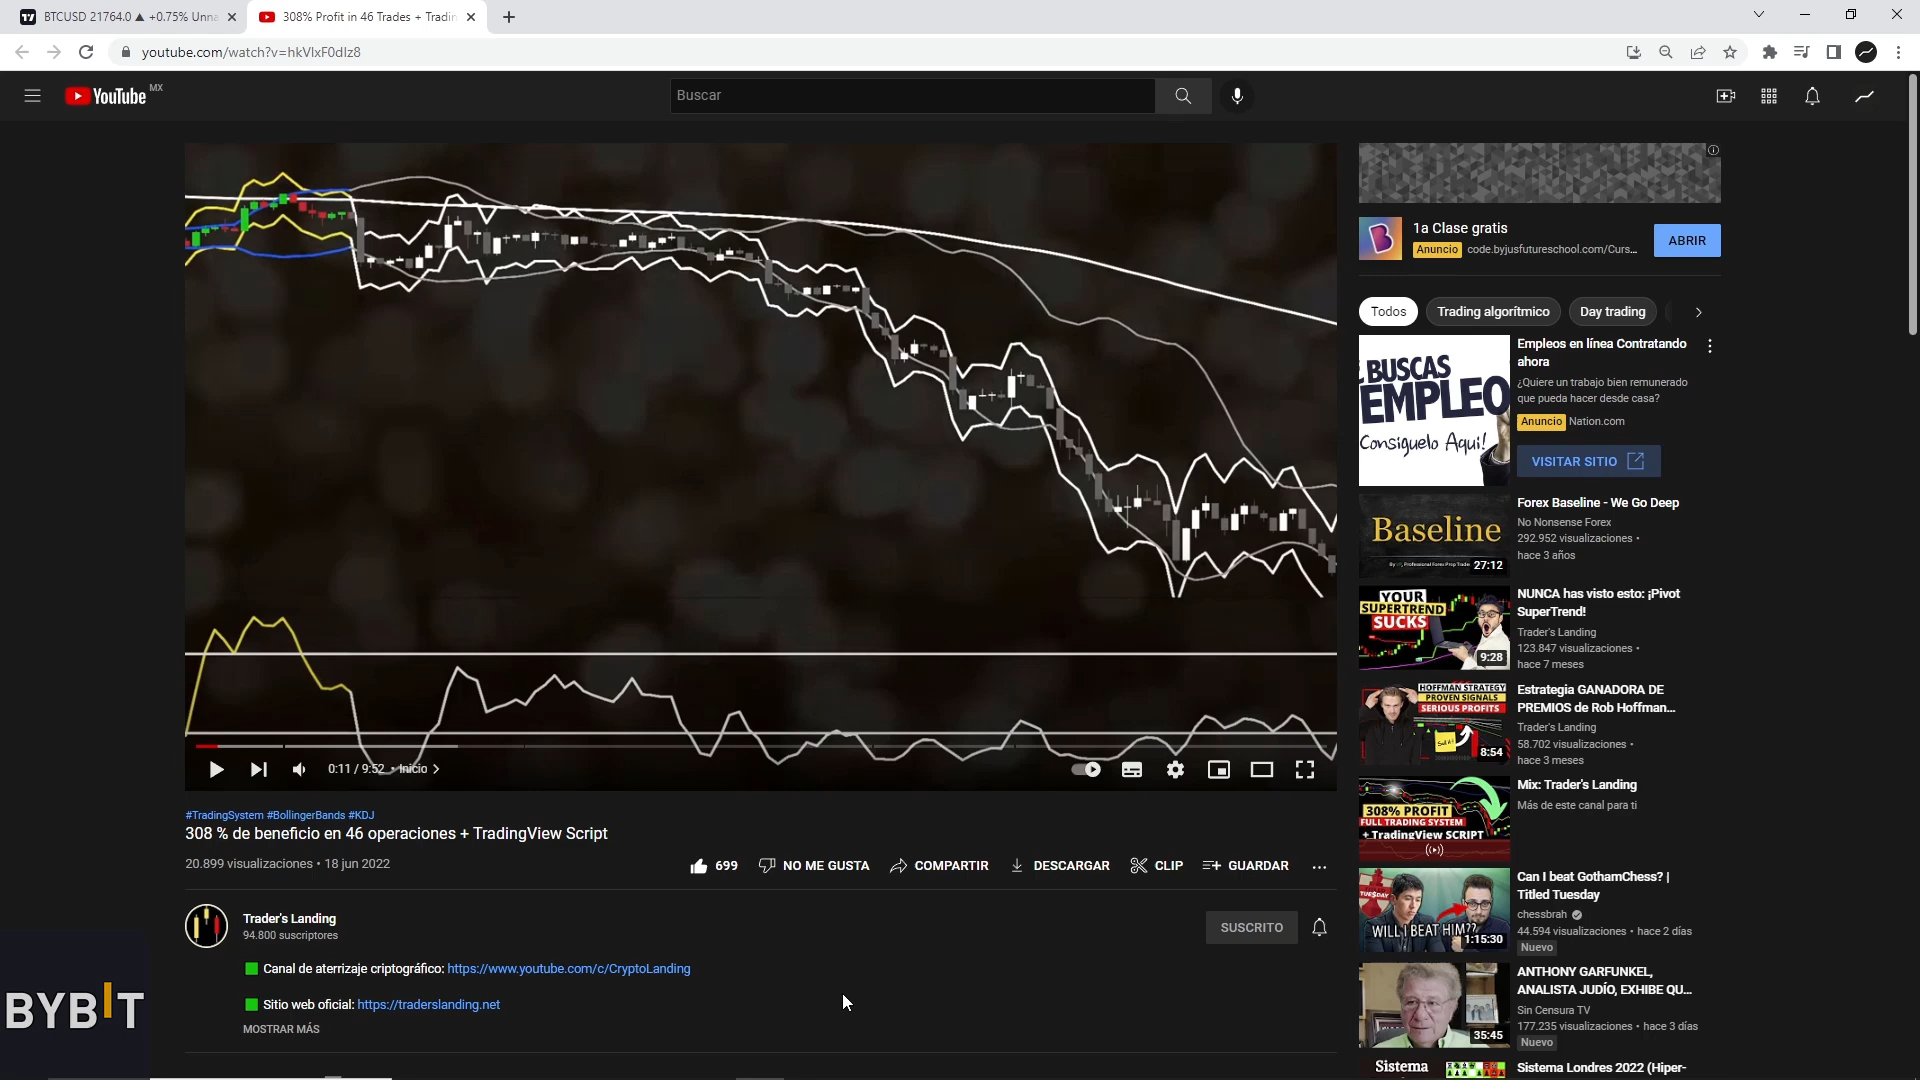 BTCUSD 21764.0 ▲ +0.75% Unna
308% Profit in 46 Trades + Tradin
youtube.com/watch?v=hkVlxF0dlz8
YouTube MX
Buscar
1a Clase gratis
Anuncio code.byjusfutureschool.com/Curs...
ABRIR
Todos
Trading algorítmico
Day trading
BUSCAS
EMPLEO
Consiguelo Aqui!
Empleos en línea Contratando
ahora
¿Quiere un trabajo bien remunerado
que pueda hacer desde casa?
Anuncio Nation.com
VISITAR SITIO
Baseline
27:12
Forex Baseline - We Go Deep
No Nonsense Forex
292.952 visualizaciones •
hace 3 años
YOUR
SUPERTREND
SUCKS
9:28
NUNCA has visto esto: ¡Pivot
SuperTrend!
Trader's Landing
123.847 visualizaciones •
hace 7 meses
HOFFMAN STRATEGY
PROVEN SIGNALS
SERIOUS PROFITS
8:54
Estrategia GANADORA DE
PREMIOS de Rob Hoffman...
Trader's Landing
58.702 visualizaciones •
hace 3 meses
308% PROFIT
FULL TRADING SYSTEM
+ TradingView SCRIPT
Mix: Trader's Landing
Más de este canal para ti
TUESDAY
WILL I BEAT HIM??
1:15:30
Can I beat GothamChess? |
Titled Tuesday
chessbrah
44.594 visualizaciones • hace 2 días
Nuevo
35:45
ANTHONY GARFUNKEL,
ANALISTA JUDÍO, EXHIBE QU...
Sin Censura TV
177.235 visualizaciones • hace 3 días
Nuevo
Sistema
Sistema Londres 2022 (Hiper-
0:11 / 9:52 • Inicio
#TradingSystem #BollingerBands #KDJ
308 % de beneficio en 46 operaciones + TradingView Script
20.899 visualizaciones • 18 jun 2022
699
NO ME GUSTA
COMPARTIR
DESCARGAR
CLIP
GUARDAR
Trader's Landing
94.800 suscriptores
SUSCRITO
Canal de aterrizaje criptográfico: https://www.youtube.com/c/CryptoLanding
Sitio web oficial: https://traderslanding.net
MOSTRAR MÁS
BYBIT